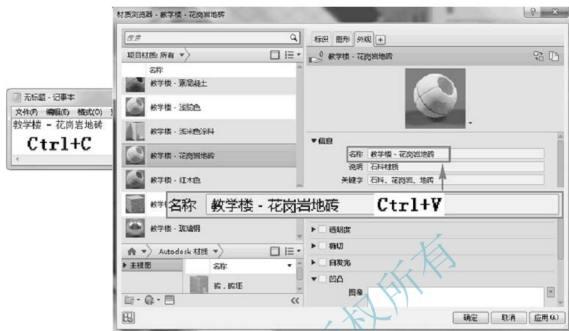 材质浏览器 - 教学楼 - 花岗岩地砖
搜索
项目材质: 所有
名称
教学楼 - 混凝土
教学楼 - 浅棕色
教学楼 - 浅米色涂料
教学楼 - 花岗岩地砖
教学楼 - 红木色
教学楼 - 玻璃钢
Autodesk 材质
主视图
名称
砖，砖坯
无标题 - 记事本
文件(F) 编辑(E) 格式(O)
教学楼 - 花岗岩地砖
Ctrl+C
标识 图形 外观 +
0 教学楼 - 花岗岩地砖
▼信息
名称 教学楼 - 花岗岩地砖
说明 石料材质
关键字 石料、花岗岩、地砖
名称 教学楼 - 花岗岩地砖 Ctrl+V
透明度
剪切
自发光
凹凸
图像
确定 取消 应用(A)
版权所有